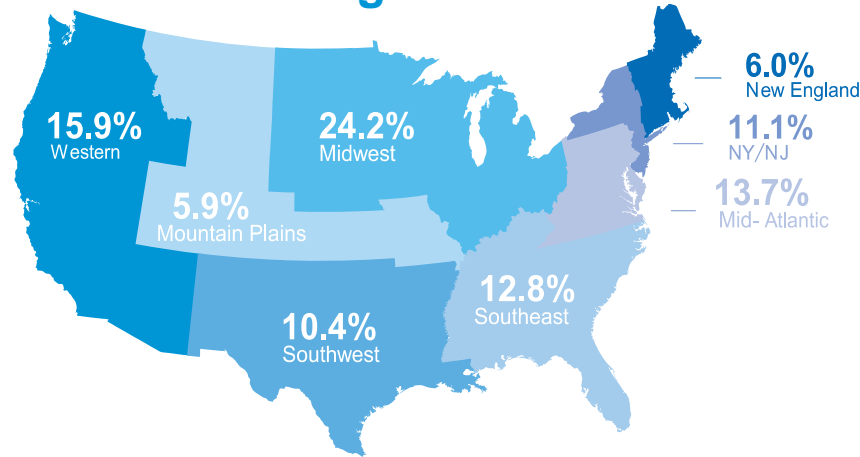 15.9%
Western
5.9%
Mountain Plains
24.2%
Midwest
10.4%
Southwest
12.8%
Southeast
6.0%
New England
11.1%
NY/NJ
13.7%
Mid- Atlantic